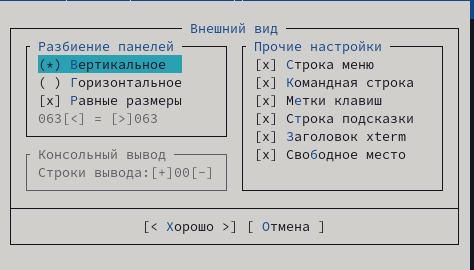 Внешний вид
Разбиение панелей
(*) Вертикальное
( ) Горизонтальное
[x] Равные размеры
063[<] = [>]063
Консольный вывод
Строки вывода:[+]00[-]
Прочие настройки
[x] Строка меню
[x] Командная строка
[x] Метки клавиш
[x] Строка подсказки
[x] Заголовок xterm
[x] Свободное место
[< Хорошо >] [ Отмена ]